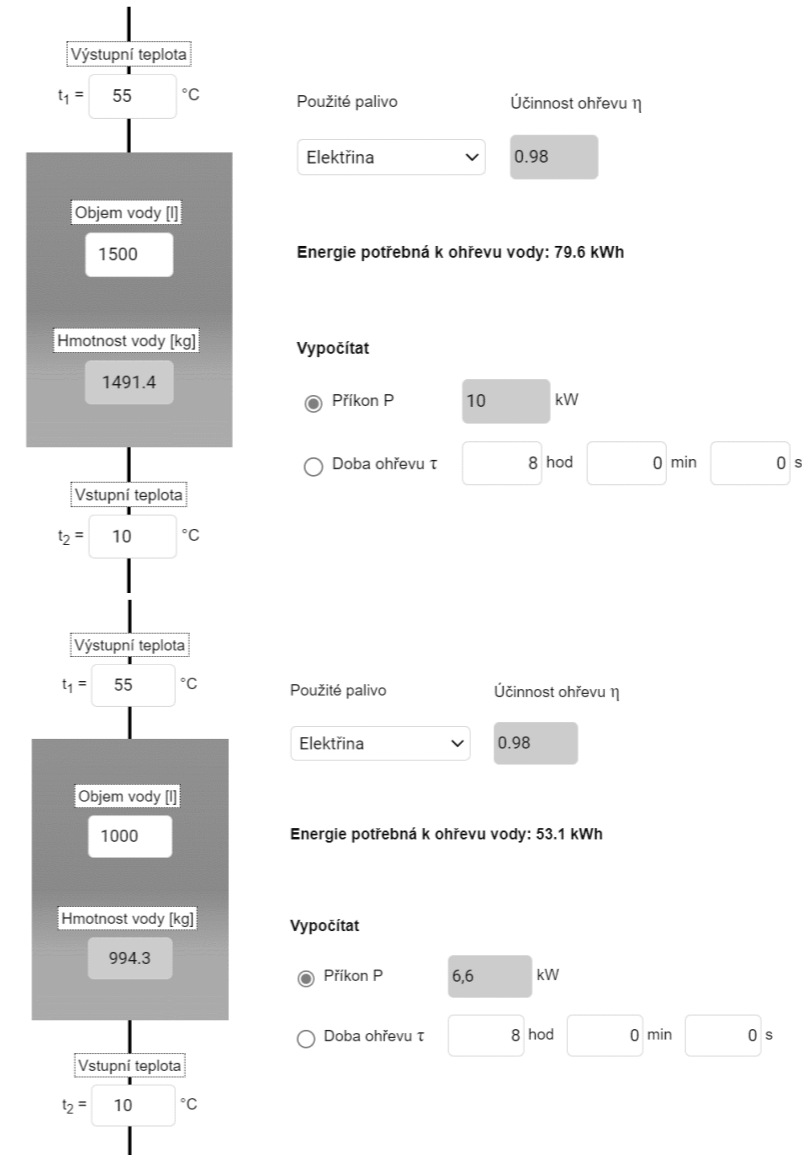 Výstupní teplota
t₁ = 55 °C
Použité palivo Účinnost ohřevu η
Elektřina 0.98
Objem vody [l]
1500
Energie potřebná k ohřevu vody: 79.6 kWh
Hmotnost vody [kg]
1491.4
Vypočítat
Příkon P 10 kW
Doba ohřevu τ 8 hod 0 min 0 s
Vstupní teplota
t₂ = 10 °C
Výstupní teplota
t₁ = 55 °C
Použité palivo Účinnost ohřevu η
Elektřina 0.98
Objem vody [l]
1000
Energie potřebná k ohřevu vody: 53.1 kWh
Hmotnost vody [kg]
994.3
Vypočítat
Příkon P 6,6 kW
Doba ohřevu τ 8 hod 0 min 0 s
Vstupní teplota
t₂ = 10 °C